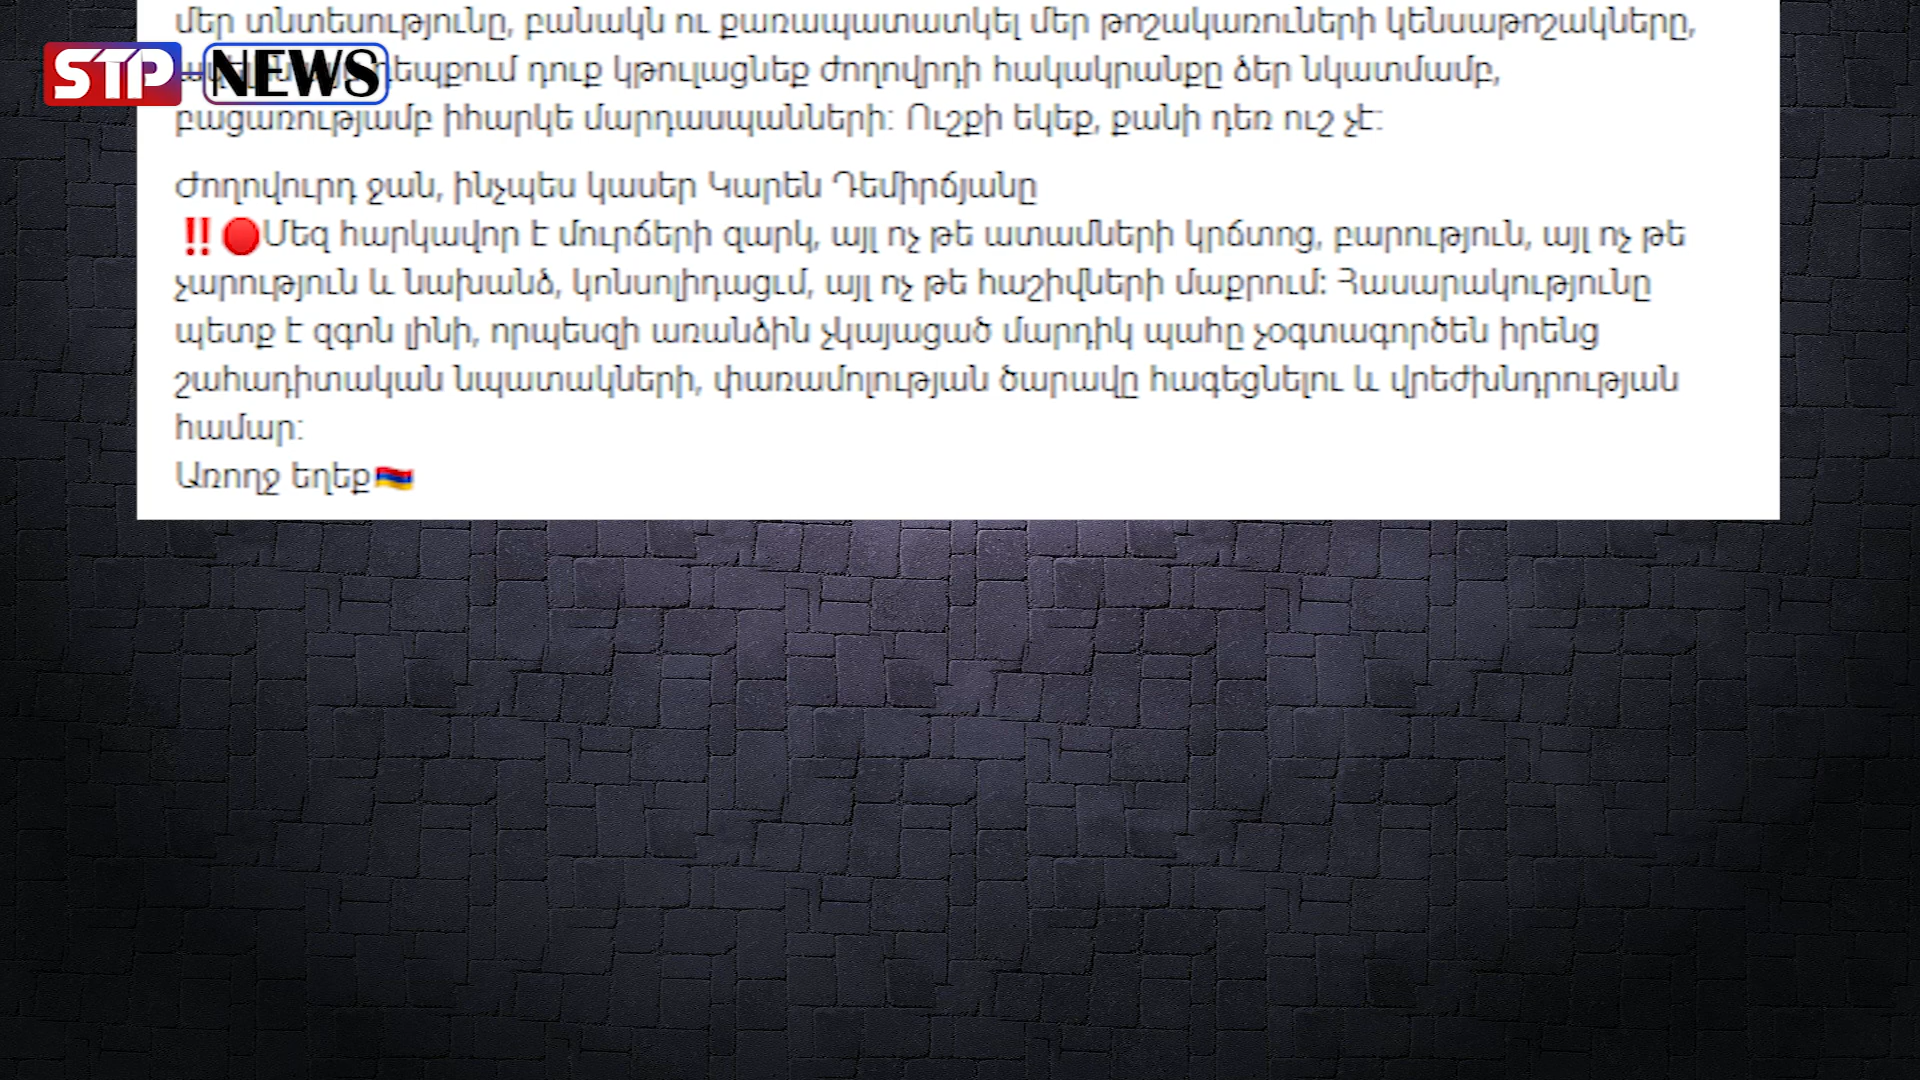 մեր տնտեսությունը, բանակն ու քառապատատկել մեր թոշակառուների կենսաթոշակները,
STP-NEWS
դեպքում դուք կթուլացնեք ժողովրդի հակակրանքը ձեր նկատմամբ,
բացառությամբ իհարկե մարդասպանների։ Ուշքի եկեք, քանի դեռ ուշ չէ։
Ժողովուրդ ջան, ինչպես կասեր Կարեն Դեմիրճյանը
‼️🔴Մեզ հարկավոր է մուրճերի զարկ, այլ ոչ թե ատամների կրճտոց, բարություն, այլ ոչ թե
չարություն և նախանձ, կոնսոլիդացւմ, այլ ոչ թե հաշիվների մաքրում: Հասարակությունը
պետք է զգոն լինի, որպեսզի առանձին չկայացած մարդիկ պահը չօգտագործեն իրենց
շահադիտական նպատակների, փառամոլության ծարավը հագեցնելու և վրեժխնդրության
համար։
Առողջ եղեք🇦🇲